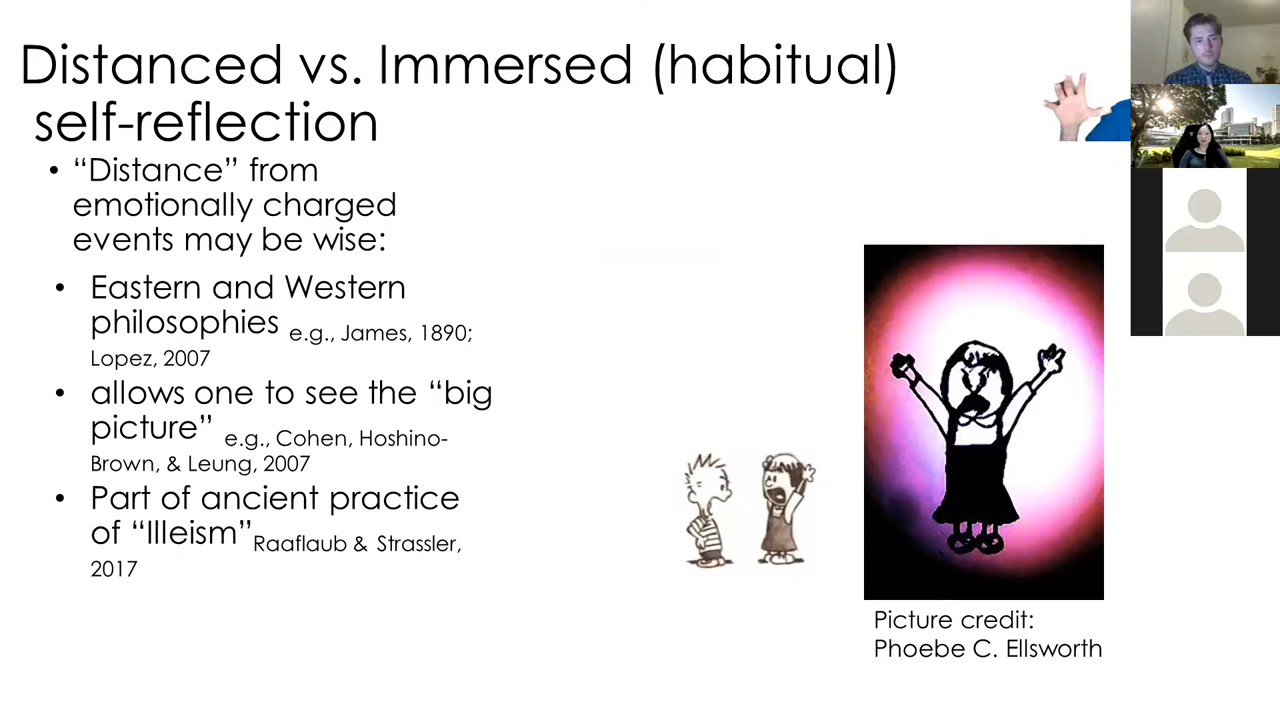 Distanced vs. Immersed (habitual)
self-reflection
• “Distance” from
emotionally charged
events may be wise:
• Eastern and Western
philosophies e.g., James, 1890;
Lopez, 2007
• allows one to see the “big
picture” e.g., Cohen, Hoshino-
Brown, & Leung, 2007
• Part of ancient practice
of “Illeism” Raaflaub & Strassler,
2017
Picture credit:
Phoebe C. Ellsworth